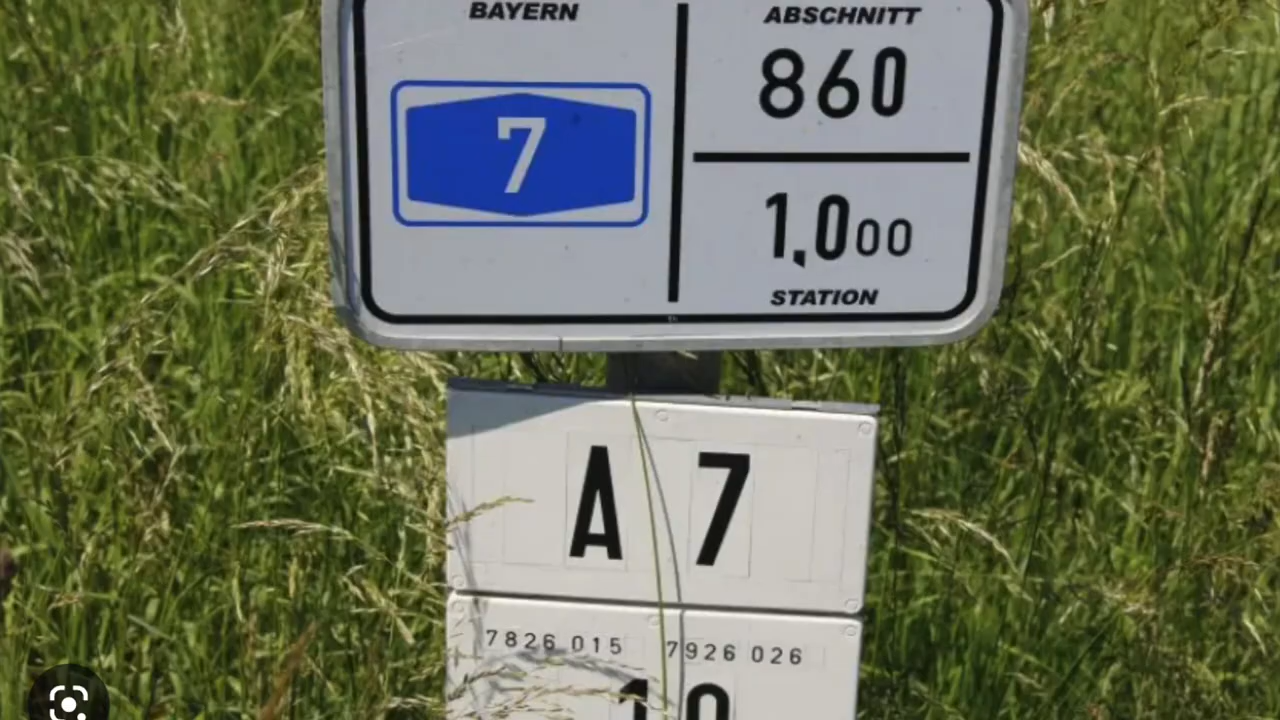 BAYERN
7
ABSCHNITT
860
1,000
STATION
A 7
7826 015 7926 026